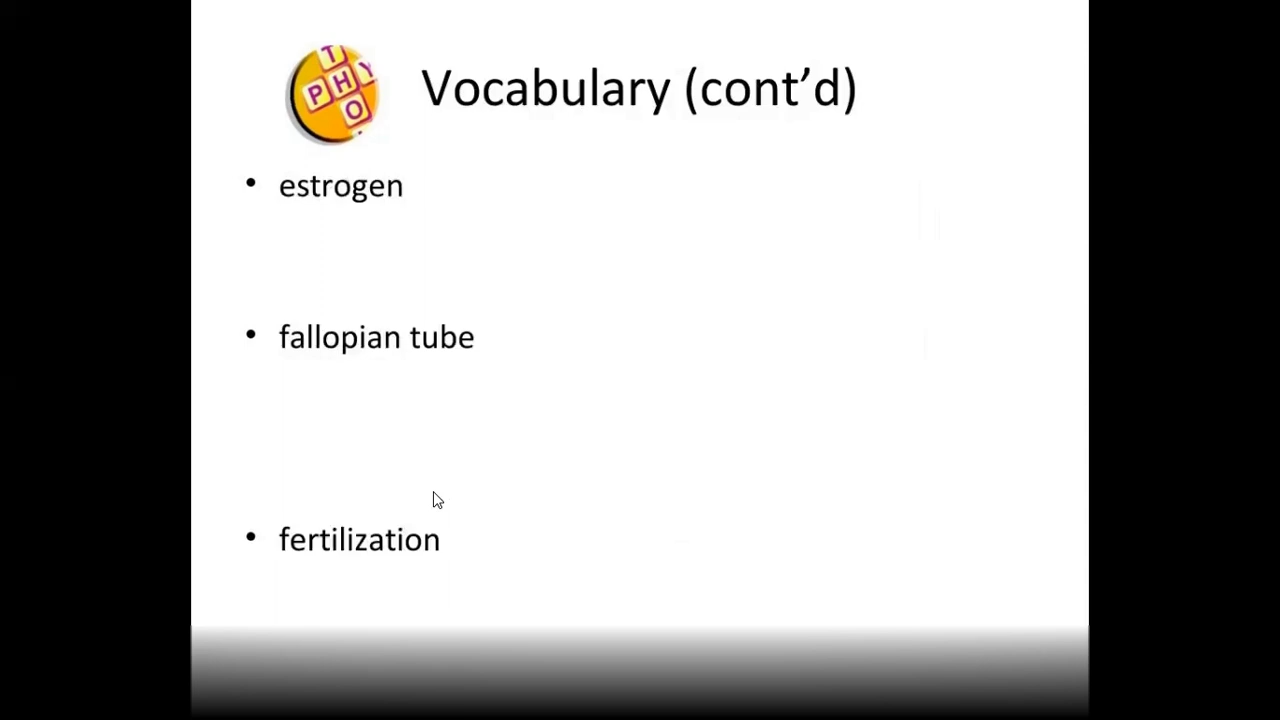 T
P H Y
O
Vocabulary (cont’d)
• estrogen
• fallopian tube
• fertilization